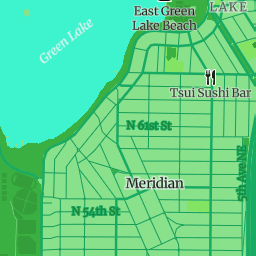 East Green
Lake Beach
LAKE
Green Lake
Tsui Sushi Bar
N 61st St
Meridian
5th Ave NE
N 54th St